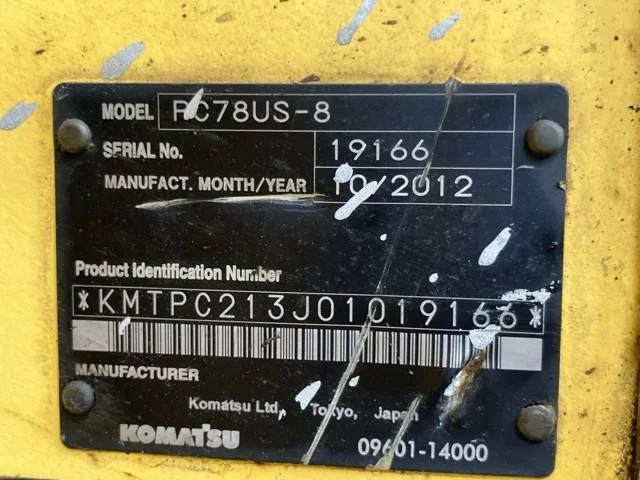 MODEL PC78US-8
SERIAL No. 19166
MANUFACT. MONTH/YEAR 10/2012
Product Identification Number
*KMTPC213J01019166*
MANUFACTURER
Komatsu Ltd, Tokyo, Japan
KOMATSU 09601-14000